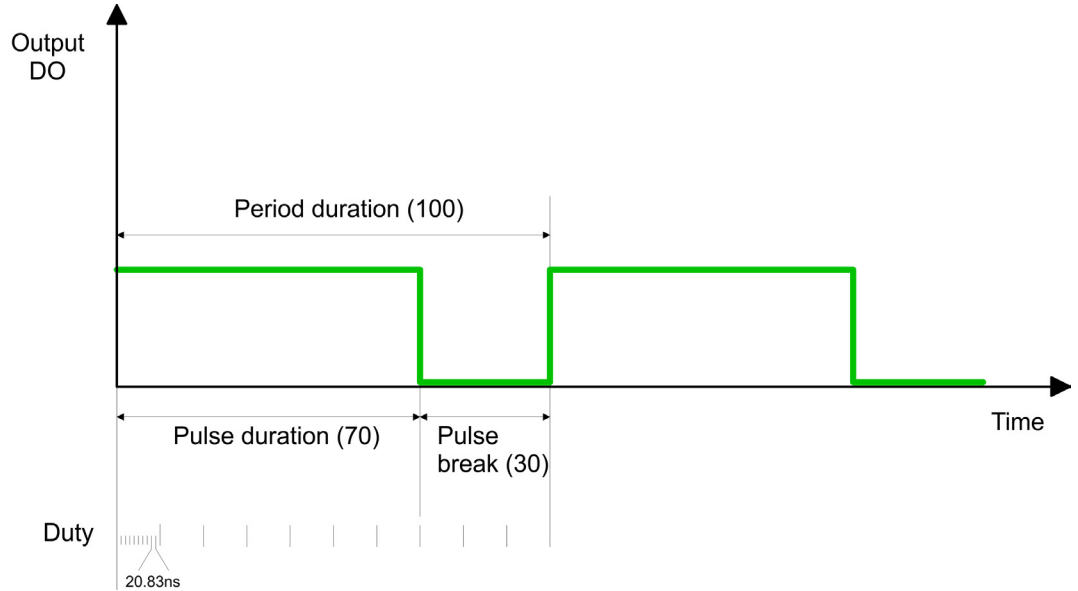 Output
DO
Period duration (100)
Time
Pulse duration (70)
Pulse
break (30)
Duty
20.83ns